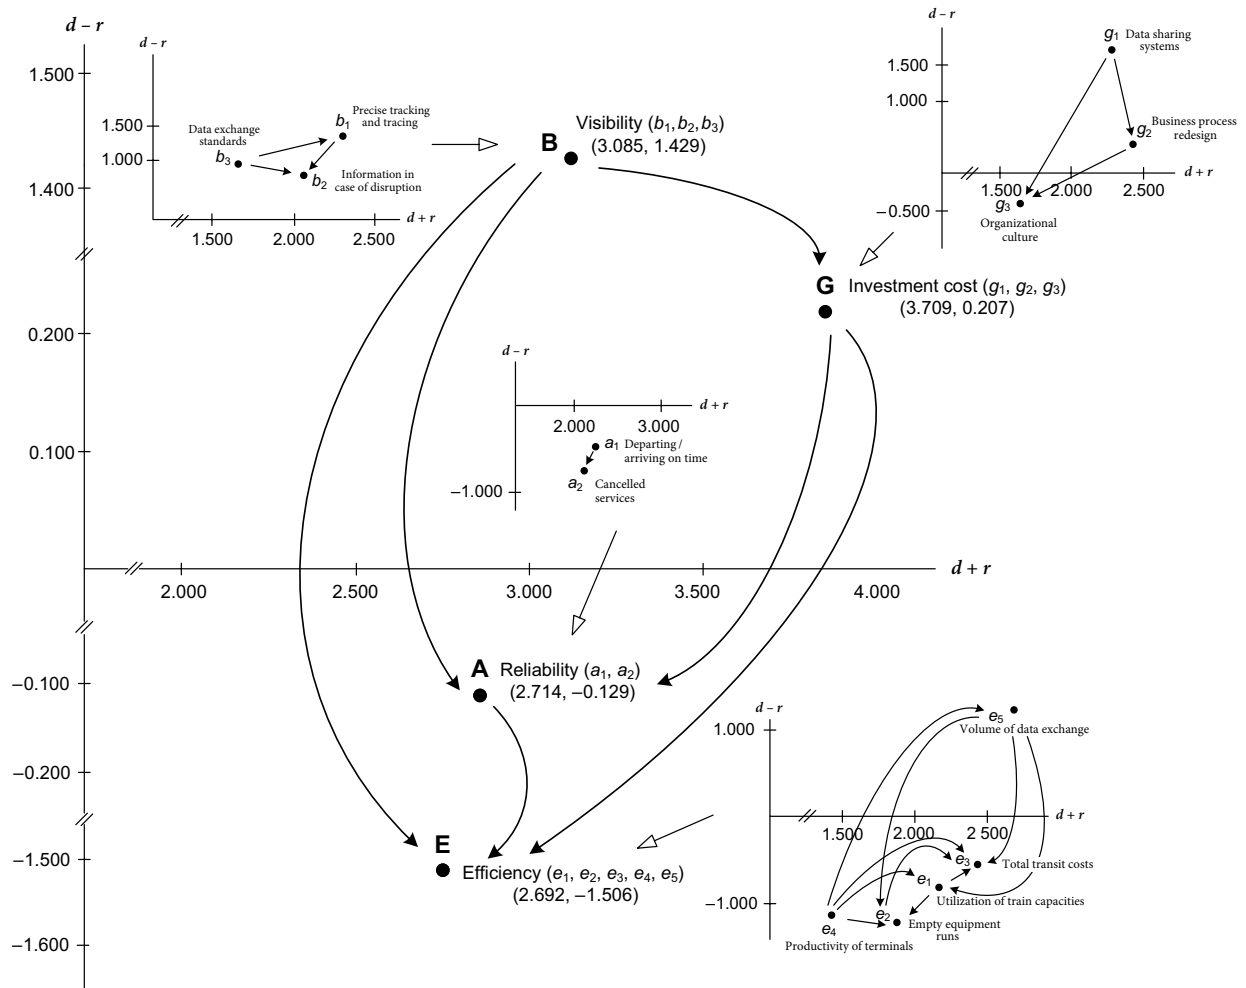 d – r
1.500
1.400
0.200
0.100
–0.100
–0.200
–1.500
–1.600
2.000
2.500
3.000
3.500
4.000
d + r
d – r
1.500
1.000
Data exchange
standards
b3
b1
Precise tracking
and tracing
b2
Information in
case of disruption
1.500
2.000
2.500
d + r
B
Visibility (b1, b2, b3)
(3.085, 1.429)
d – r
1.500
1.000
–0.500
g1
Data sharing
systems
g2
Business process
redesign
d + r
1.500
2.000
2.500
g3
Organizational
culture
G
Investment cost (g1, g2, g3)
(3.709, 0.207)
d – r
d + r
2.000
3.000
a1
Departing /
arriving on time
a2
Cancelled
services
–1.000
A
Reliability (a1, a2)
(2.714, –0.129)
E
Efficiency (e1, e2, e3, e4, e5)
(2.692, –1.506)
d – r
1.000
e5
Volume of data exchange
d + r
1.500
2.000
2 500
e3
Total transit costs
e1
Utilization of train capacities
–1.000
e2
Empty equipment
runs
e4
Productivity of terminals